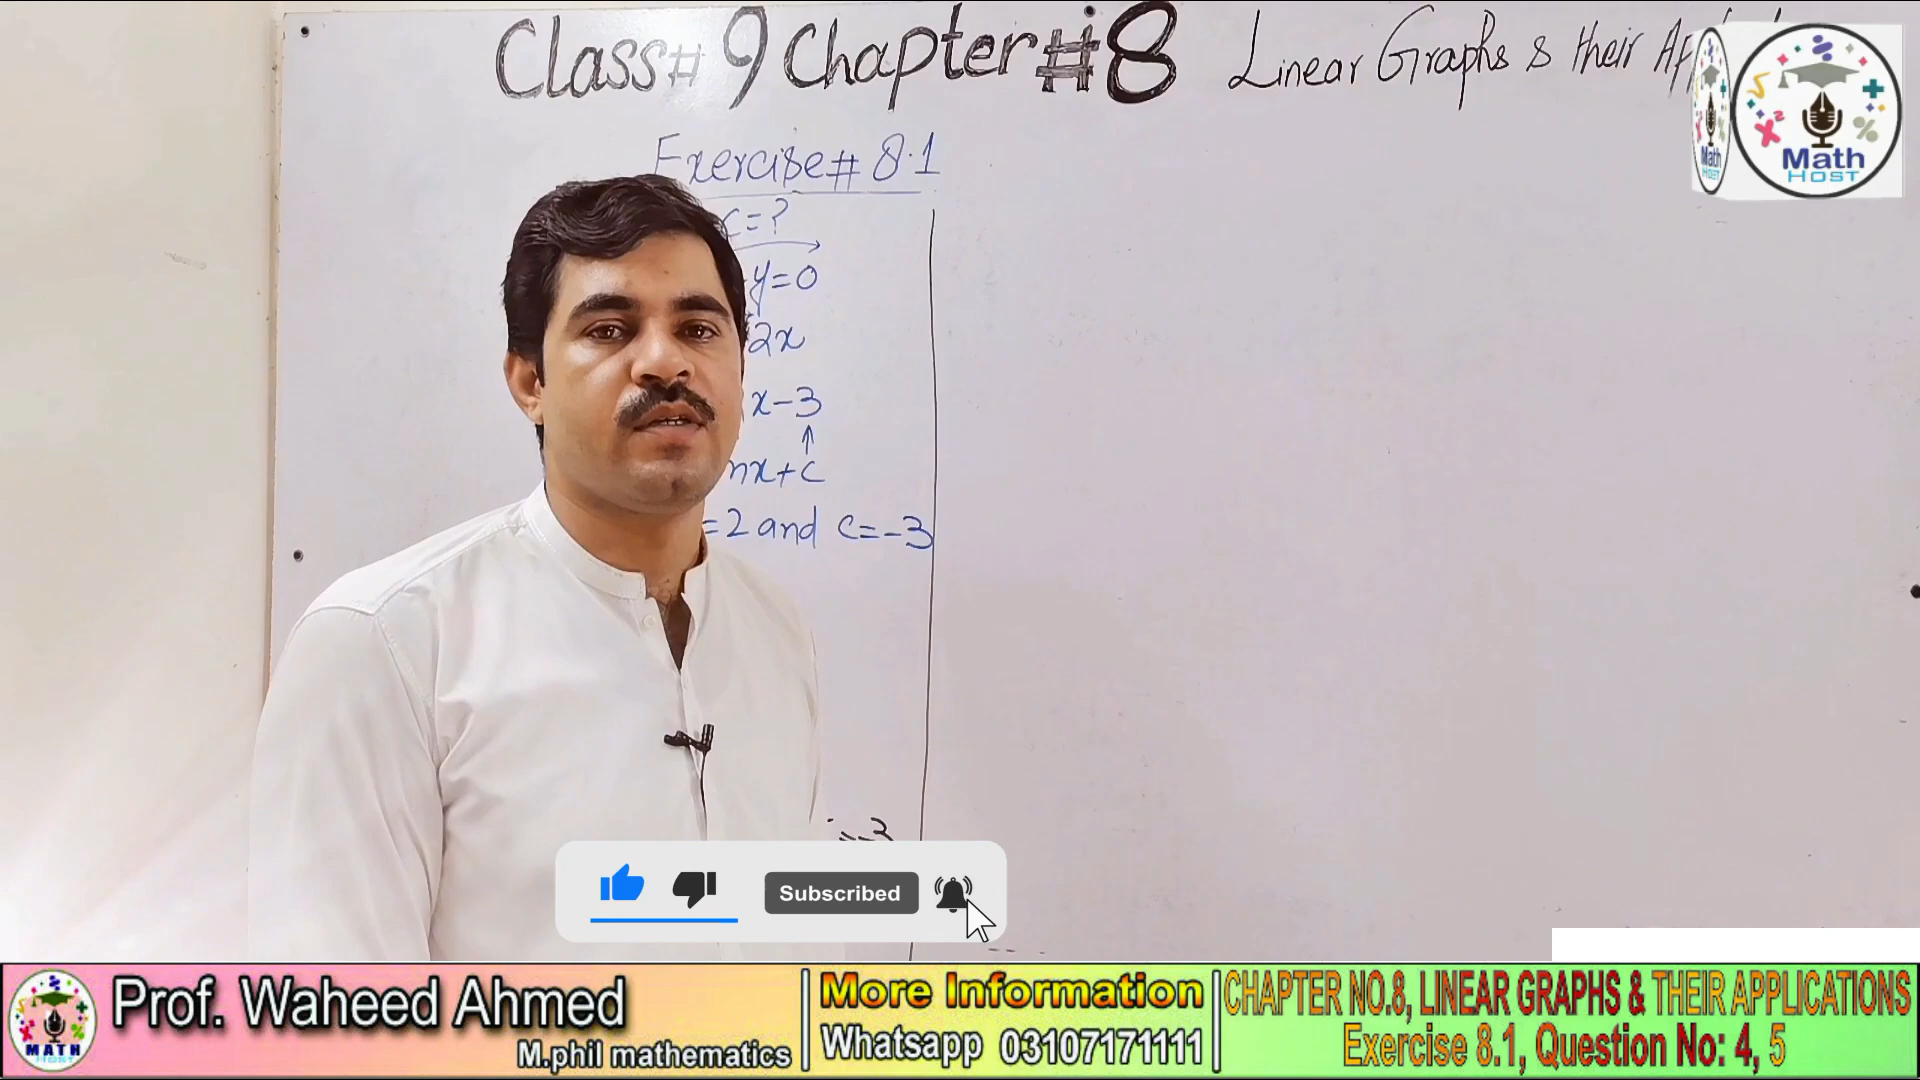 Class# 9 Chapter # 8 Linear Graphs & their
Math
HOST
Exercise# 8.1
c=?
y=0
2x
x-3
↑
mx+c
=2 and c=-3
Subscribed
MATH
HOST
Prof. Waheed Ahmed
M.phil mathematics
More Information
Whatsapp 03107171111
CHAPTER NO.8, LINEAR GRAPHS & THEIR APPLICATIONS
Exercise 8.1, Question No: 4, 5